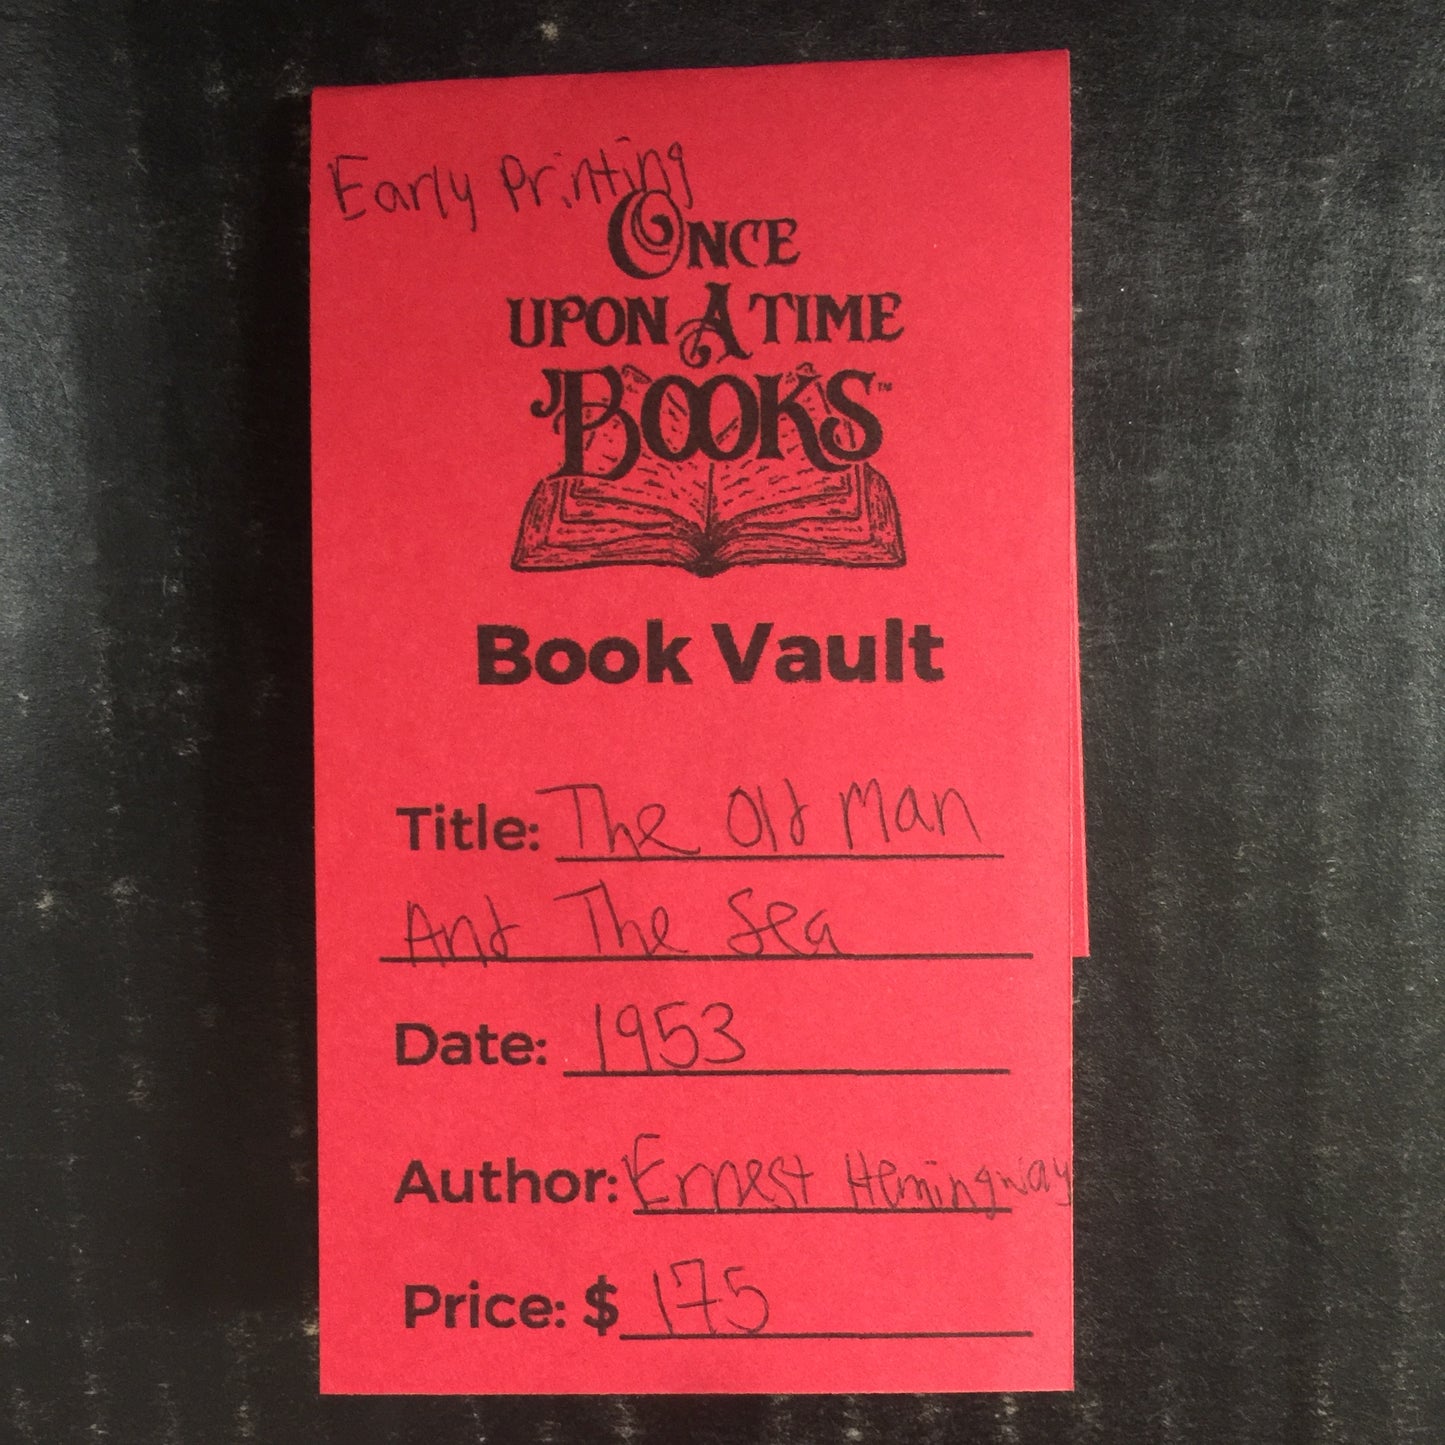 Early Printing
ONCE
UPON A TIME
BOOKS™
Book Vault
Title: The Old Man
And The Sea
Date: 1953
Author: Ernest Hemingway
Price: $ 175